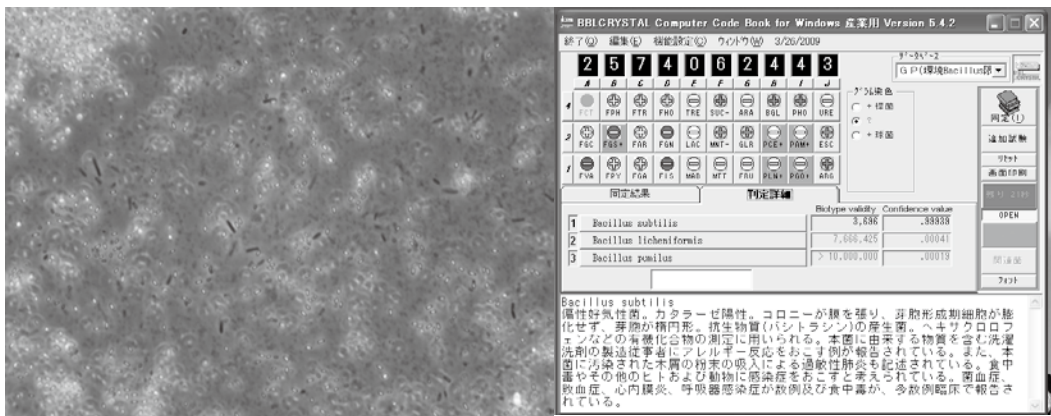 BBLCRYSTAL Computer Code Book for Windows 産業用 Version 5.4.2
終了(Q) 編集(E) 機能設定(C) ウィンドウ(W) 3/26/2009
2 5 7 4 0 6 2 4 4 3
A B C D E F G H I J
データベース
GP(環境Bacillus
グラム染色
+ 桿菌
?
+ 球菌
4 FCT FPH FTR FHO TRE SUC- ARA BGL PHO URE
2 FGC FGS+ FAR FGN LAC MNT- GLR PCE+ PAM+ ESC
1 FVA FPY FGA FIS MAB MTT FRU PLN+ PGO+ ARG
同定(I)
追加試験
リセット
画面印刷
OPEN
関連菌
フォント
同定結果 判定詳細
Biotype validity Confidence value
1 Bacillus subtilis 3,696 .99939
2 Bacillus licheniformis 7,666,425 .00041
3 Bacillus pumilus > 10,000,000 .00019
Bacillus subtilis
偏性好気性菌。カタラーゼ陽性。コロニーが膜を張り、芽胞形成期細胞が膨
化せず、芽胞が楕円形。抗生物質(バシトラシン)の産生菌。ヘキサクロロフ
ェンなどの有機化合物の測定に用いられる。本菌に由来する物質を含む洗濯
洗剤の製造従事者にアレルギー反応をおこす例が報告されている。また、本
菌に汚染された木屑の粉末の吸入による過敏性肺炎も記述されている。食中
毒やその他のヒトおよび動物に感染症をおこすと考えられている。菌血症、
敗血症、心内膜炎、呼吸器感染症が数例及び食中毒が、多数例臨床で報告さ
れている。